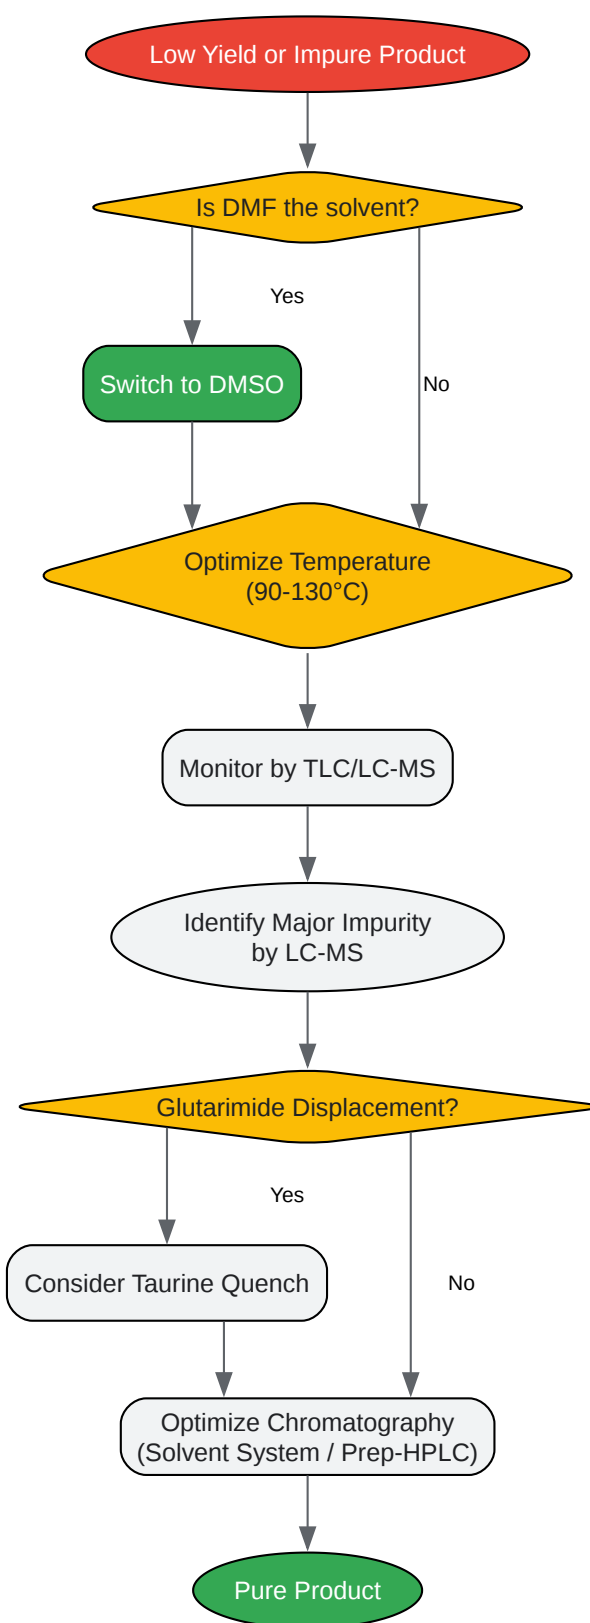 Low Yield or Impure Product
Is DMF the solvent?
Yes
Switch to DMSO
No
Optimize Temperature
(90-130°C)
Monitor by TLC/LC-MS
Identify Major Impurity
by LC-MS
Glutarimide Displacement?
Yes
Consider Taurine Quench
No
Optimize Chromatography
(Solvent System / Prep-HPLC)
Pure Product